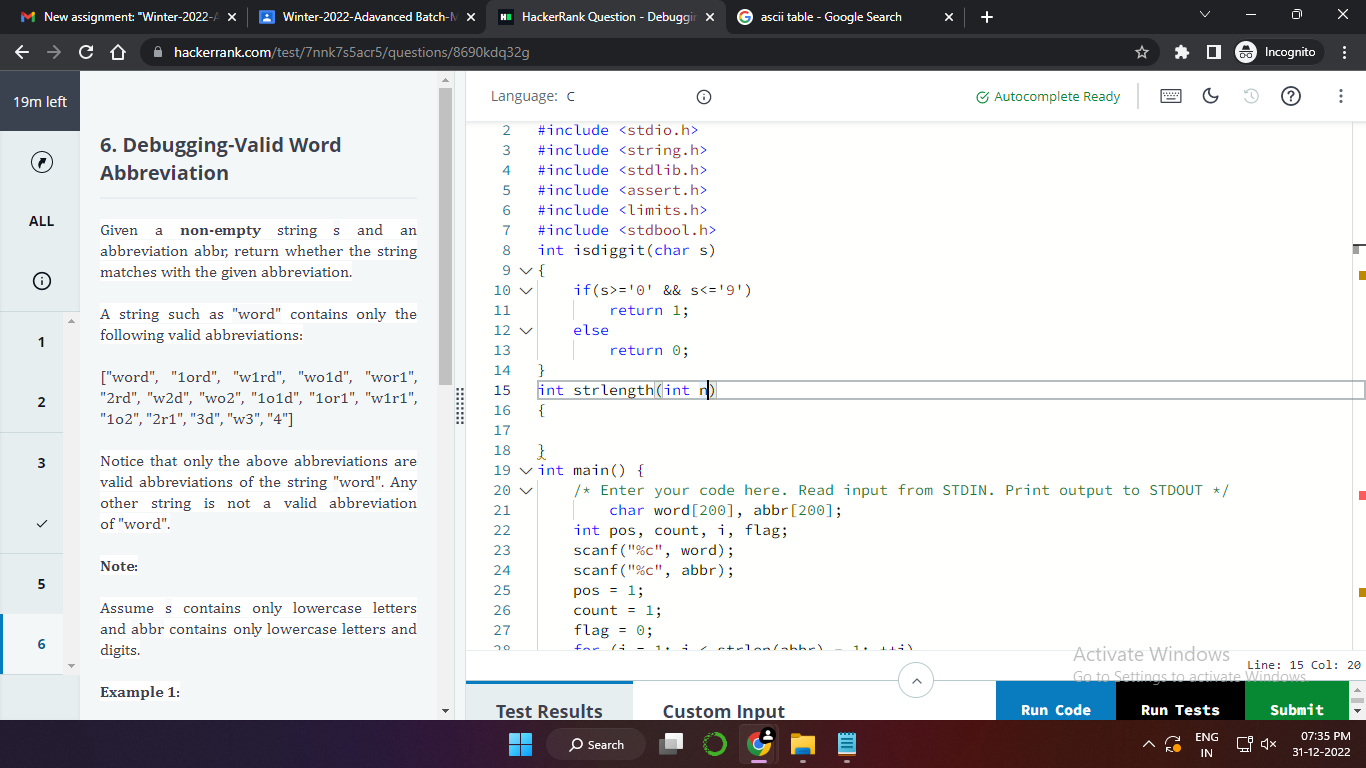 New assignment: "Winter-2022-A
Winter-2022-Adavanced Batch-M
HackerRank Question - Debuggin
ascii table - Google Search
hackerrank.com/test/7nnk7s5acr5/questions/8690kdq32g
Incognito
19m left
ALL
1
2
3
5
6
6. Debugging-Valid Word
Abbreviation
Given a non-empty string s and an
abbreviation abbr, return whether the string
matches with the given abbreviation.
A string such as "word" contains only the
following valid abbreviations:
["word", "1ord", "w1rd", "wo1d", "wor1",
"2rd", "w2d", "wo2", "1o1d", "1or1", "w1r1",
"1o2", "2r1", "3d", "w3", "4"]
Notice that only the above abbreviations are
valid abbreviations of the string "word". Any
other string is not a valid abbreviation
of "word".
Note:
Assume s contains only lowercase letters
and abbr contains only lowercase letters and
digits.
Example 1:
Language: C
Autocomplete Ready
2 #include <stdio.h>
3 #include <string.h>
4 #include <stdlib.h>
5 #include <assert.h>
6 #include <limits.h>
7 #include <stdbool.h>
8 int isdiggit(char s)
9 {
10 if(s>='0' && s<='9')
11 return 1;
12 else
13 return 0;
14 }
15 int strlength(int n)
16 {
17
18 }
19 int main() {
20 /* Enter your code here. Read input from STDIN. Print output to STDOUT */
21 char word[200], abbr[200];
22 int pos, count, i, flag;
23 scanf("%c", word);
24 scanf("%c", abbr);
25 pos = 1;
26 count = 1;
27 flag = 0;
28 for (i = 1; i < strlen(abbr) - 1; ++i)
Activate Windows
Go to Settings to activate Windows.
Line: 15 Col: 20
Test Results
Custom Input
Run Code
Run Tests
Submit
Search
ENG
IN
07:35 PM
31-12-2022